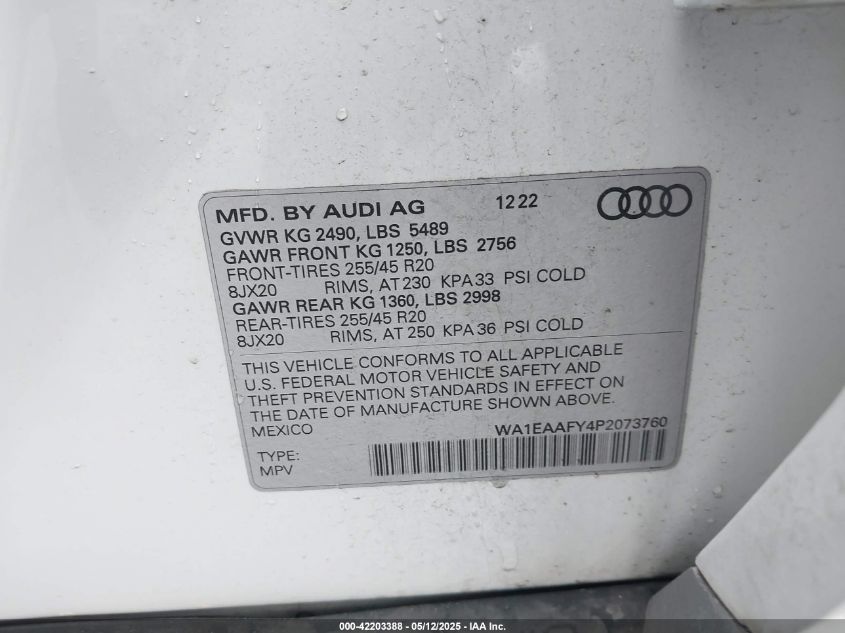 MFD. BY AUDI AG 12 22
GVWR KG 2490, LBS 5489
GAWR FRONT KG 1250, LBS 2756
FRONT-TIRES 255/45 R20
8JX20 RIMS, AT 230 KPA 33 PSI COLD
GAWR REAR KG 1360, LBS 2998
REAR-TIRES 255/45 R20
8JX20 RIMS, AT 250 KPA 36 PSI COLD
THIS VEHICLE CONFORMS TO ALL APPLICABLE
U.S. FEDERAL MOTOR VEHICLE SAFETY AND
THEFT PREVENTION STANDARDS IN EFFECT ON
THE DATE OF MANUFACTURE SHOWN ABOVE.
MEXICO WA1EAAFY4P2073760
TYPE:
MPV
000-42203388 - 05/12/2025 - IAA Inc.